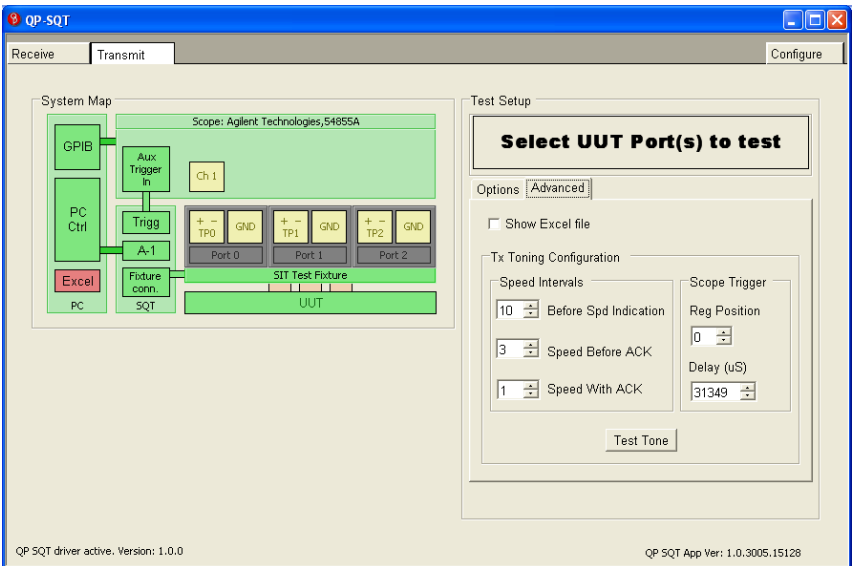 QP-SQT
Receive
Transmit
Configure
System Map
Scope: Agilent Technologies,54855A
GPIB
Aux
Trigger
In
Ch 1
PC
Ctrl
Trigg
A-1
+ -
TP0
GND
+ -
TP1
GND
+ -
TP2
GND
Port 0
Port 1
Port 2
Excel
Fixture
conn.
SIT Test Fixture
UUT
PC
SQT
Test Setup
Select UUT Port(s) to test
Options
Advanced
Show Excel file
Tx Toning Configuration
Speed Intervals
10
Before Spd Indication
3
Speed Before ACK
1
Speed With ACK
Scope Trigger
Reg Position
0
Delay (uS)
31349
Test Tone
QP SQT driver active. Version: 1.0.0
QP SQT App Ver: 1.0.3005.15128